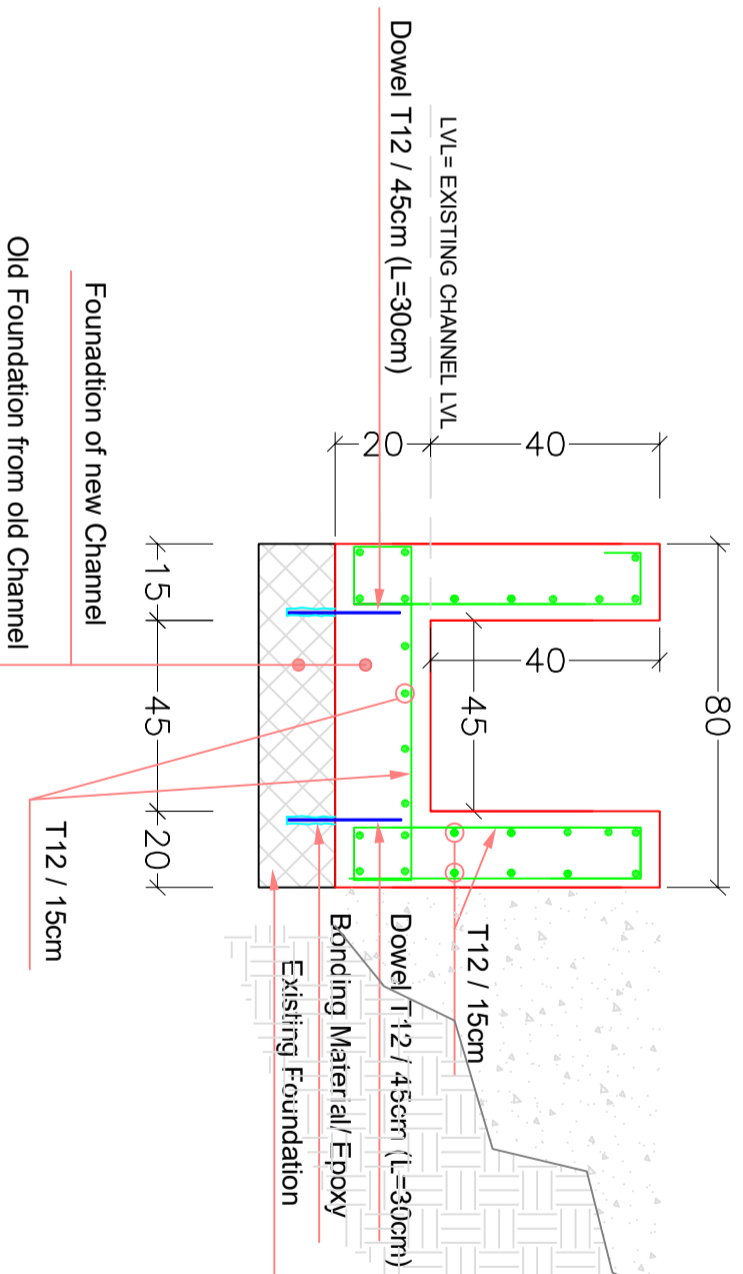 Dowel T12 / 45cm (L=30cm)
LVL= EXISTING CHANNEL LVL
20
40
80
40
45
15
45
20
Founadtion of new Channel
Old Foundation from old Channel
T12 / 15cm
T12 / 15cm
Dowel T12 / 45cm (L=30cm)
Bonding Material/ Epoxy
Existing Foundation